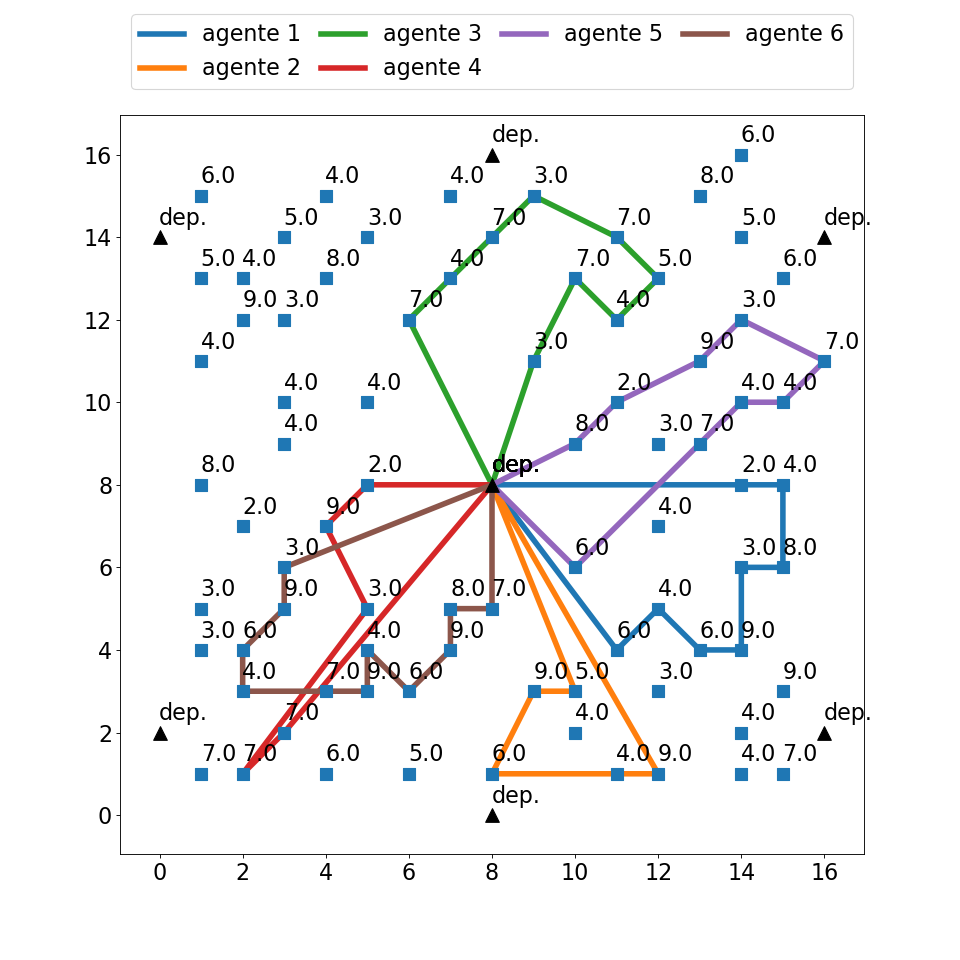 agente 1 agente 3 agente 5 agente 6
agente 2 agente 4
6.0
dep.
16
6.0 4.0 4.0 3.0 8.0
dep. 5.0 3.0 7.0 7.0 5.0 dep.
14
5.0 4.0 8.0 4.0 7.0 5.0 6.0
9.0 3.0 7.0 4.0 3.0
12
4.0 3.0 9.0 7.0
4.0 4.0 2.0 4.0 4.0
10
4.0 8.0 3.0 7.0
8.0 2.0 dep. 2.0 4.0
8
2.0 9.0 4.0
3.0 6.0 3.0 8.0
6
3.0 9.0 3.0 8.0 7.0 4.0
3.0 6.0 4.0 9.0 6.0 6.0 9.0
4
4.0 7.0 9.0 6.0 9.0 5.0 3.0 9.0
dep. 7.0 4.0 4.0 dep.
2
7.0 7.0 6.0 5.0 6.0 4.0 9.0 4.0 7.0
dep.
0
0 2 4 6 8 10 12 14 16